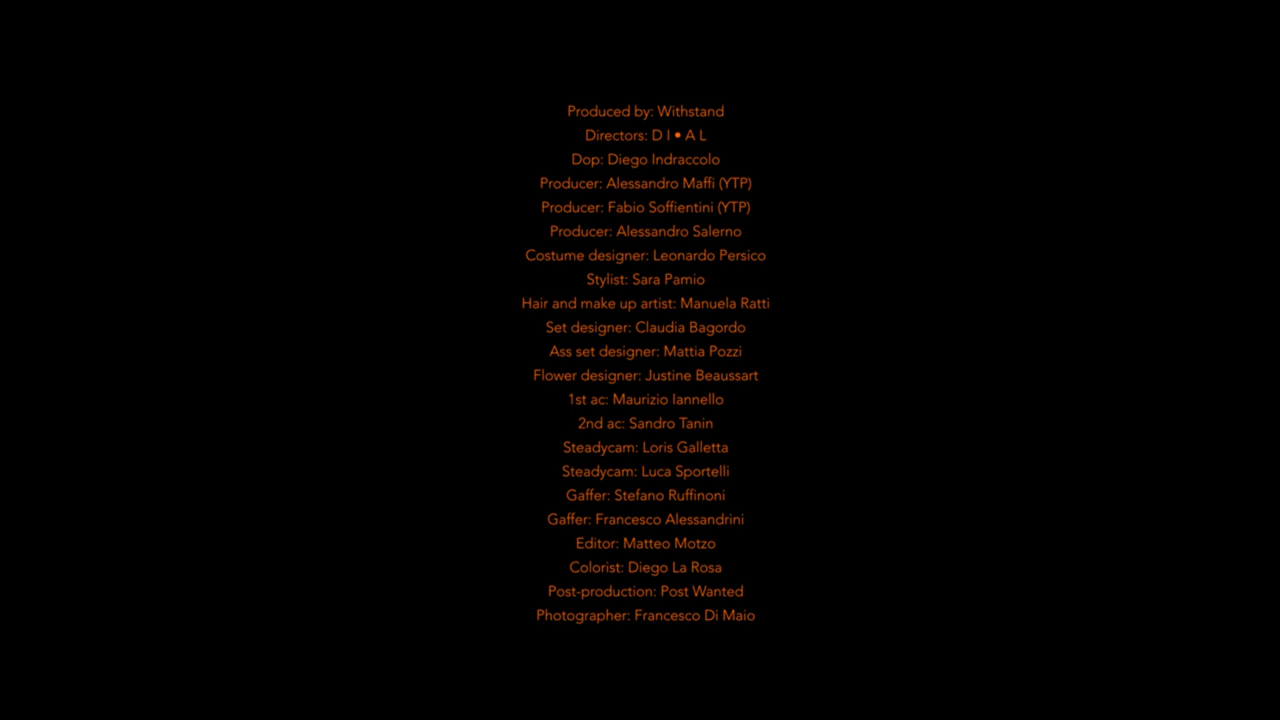 Produced by: Withstand
Directors: D I • A L
Dop: Diego Indraccolo
Producer: Alessandro Maffi (YTP)
Producer: Fabio Soffientini (YTP)
Producer: Alessandro Salerno
Costume designer: Leonardo Persico
Stylist: Sara Pamio
Hair and make up artist: Manuela Ratti
Set designer: Claudia Bagordo
Ass set designer: Mattia Pozzi
Flower designer: Justine Beaussart
1st ac: Maurizio Iannello
2nd ac: Sandro Tanin
Steadycam: Loris Galletta
Steadycam: Luca Sportelli
Gaffer: Stefano Ruffinoni
Gaffer: Francesco Alessandrini
Editor: Matteo Motzo
Colorist: Diego La Rosa
Post-production: Post Wanted
Photographer: Francesco Di Maio